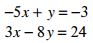 −5x + y = −3
3x − 8y = 24